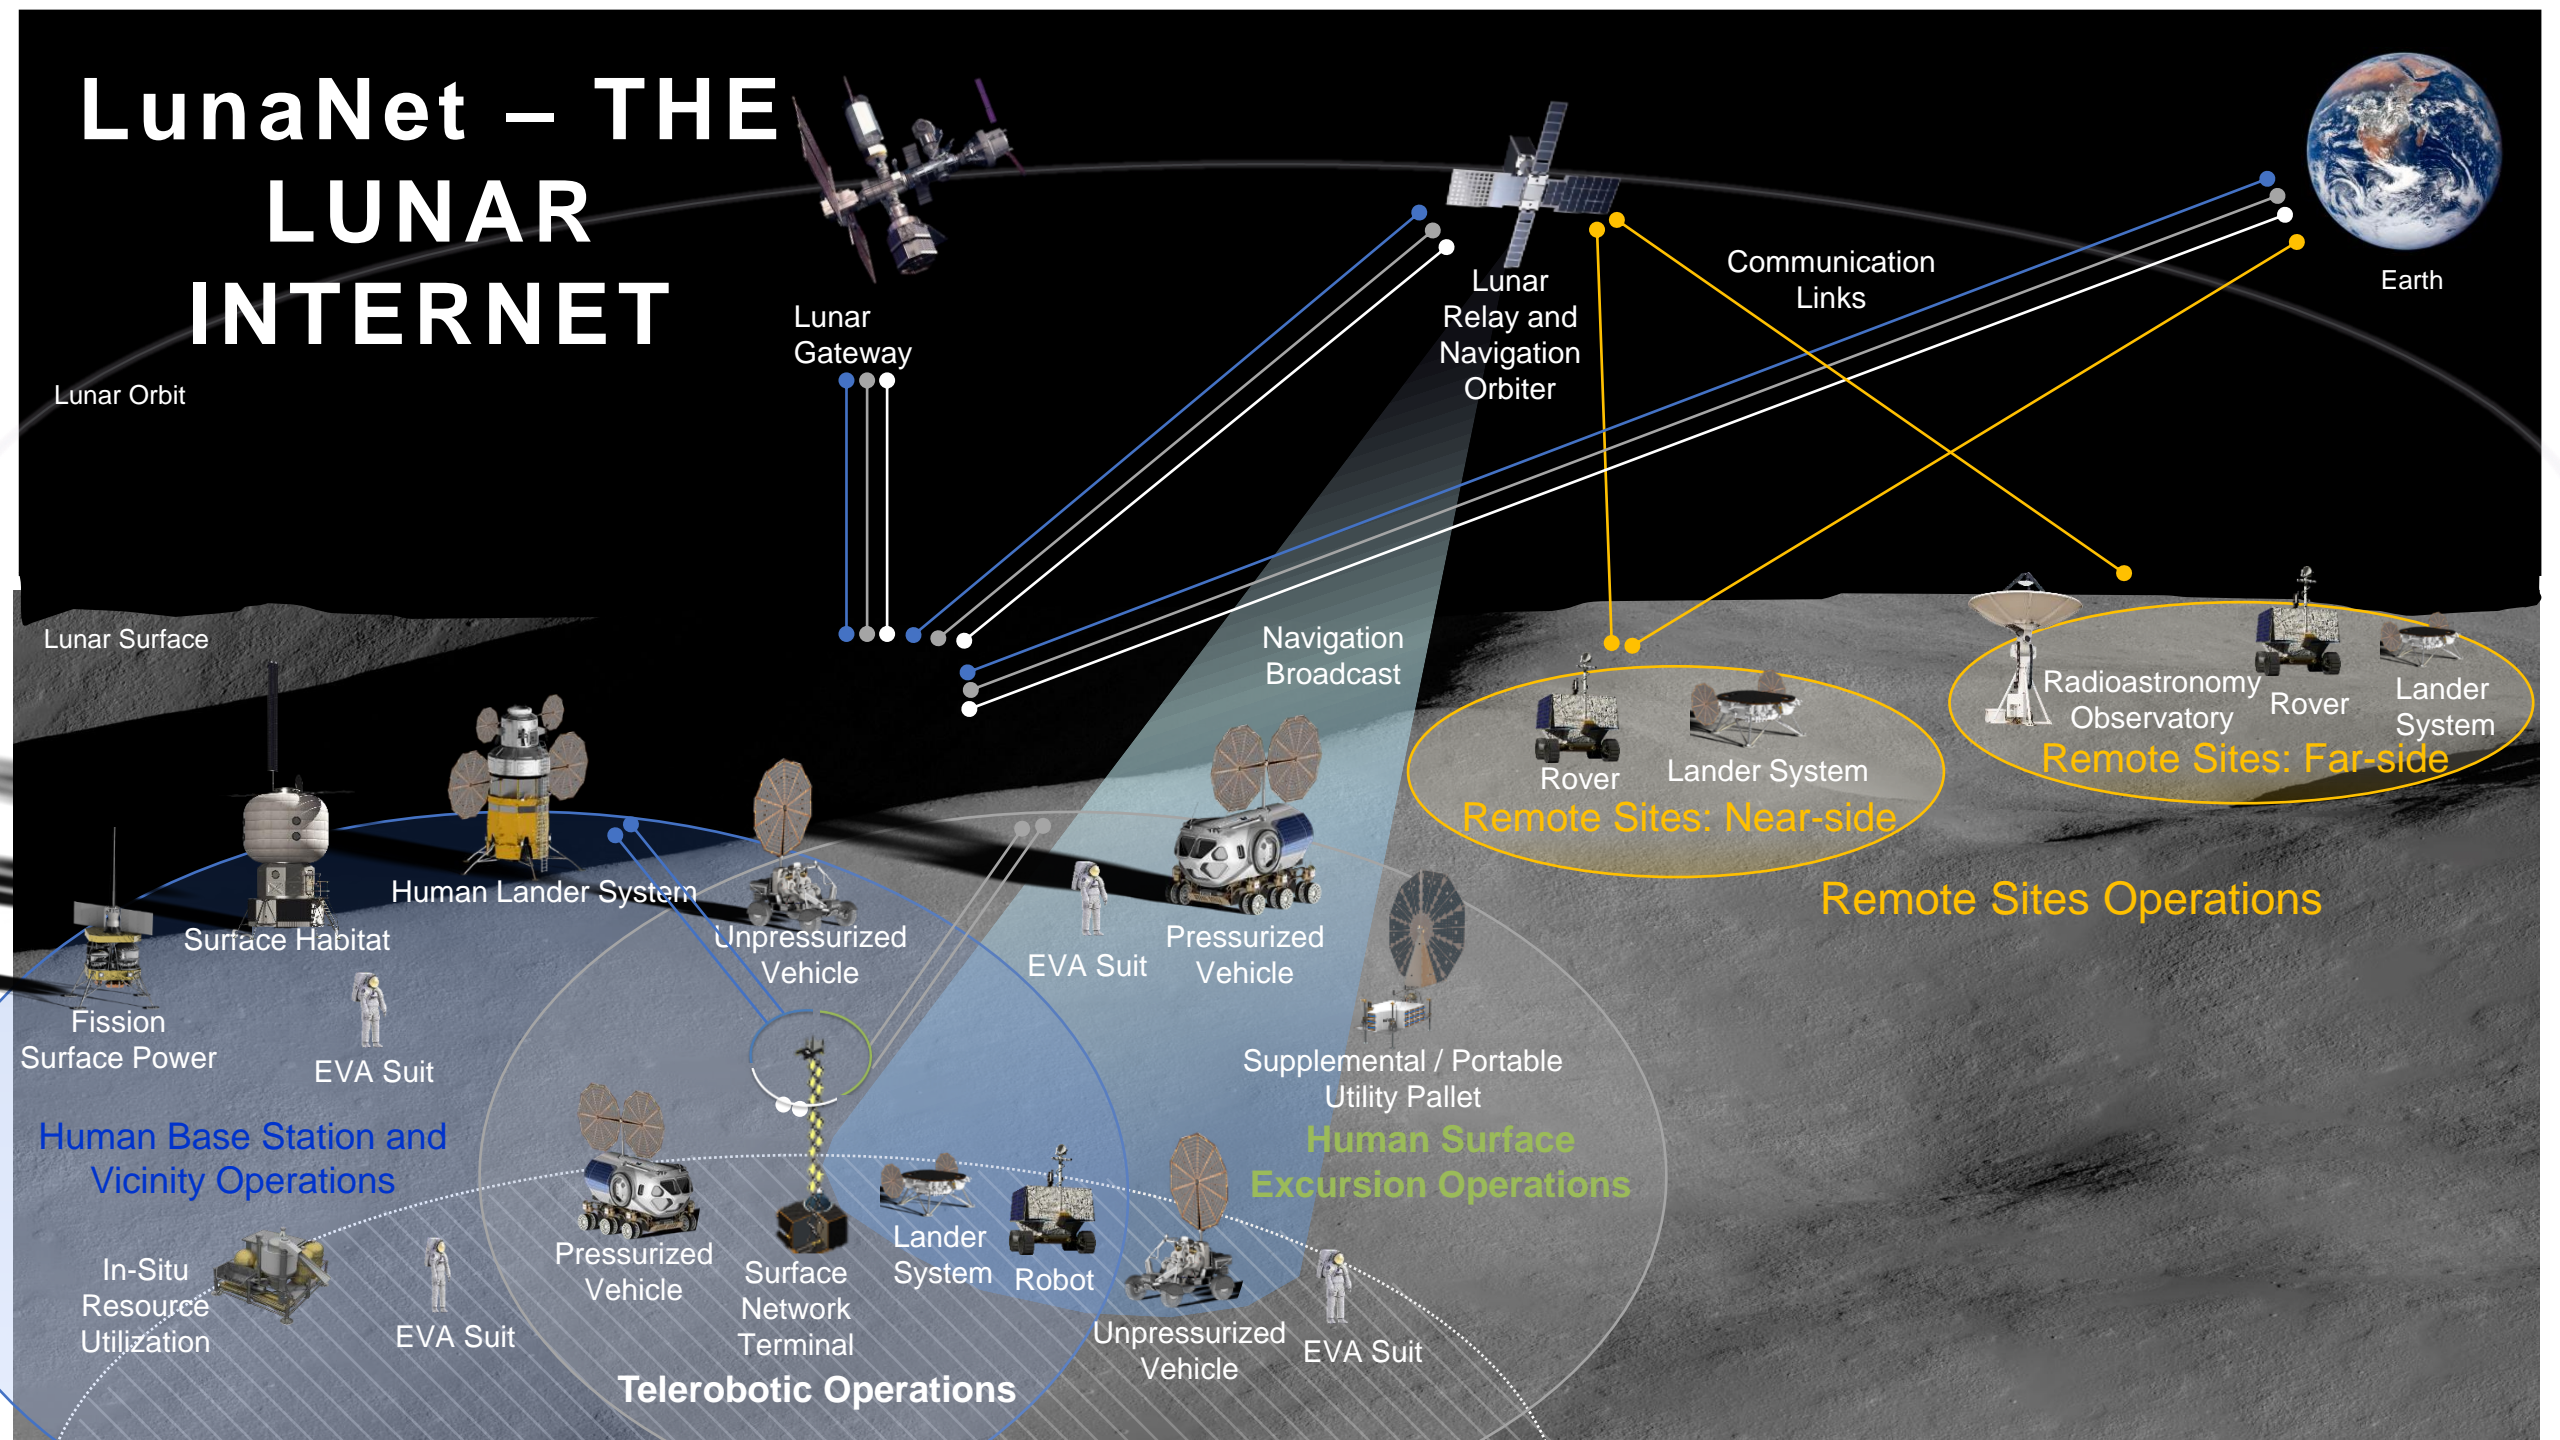 LunaNet – THE
LUNAR
INTERNET
Lunar Orbit
Lunar
Gateway
Lunar
Relay and
Navigation
Orbiter
Communication
Links
Earth
Lunar Surface
Navigation
Broadcast
Radioastronomy
Observatory
Rover
Lander
System
Remote Sites: Far-side
Rover
Lander System
Remote Sites: Near-side
Remote Sites Operations
Human Lander System
Surface Habitat
Unpressurized
Vehicle
EVA Suit
Pressurized
Vehicle
Fission
Surface Power
EVA Suit
Supplemental / Portable
Utility Pallet
Human Base Station and
Vicinity Operations
Human Surface
Excursion Operations
In-Situ
Resource
Utilization
EVA Suit
Pressurized
Vehicle
Surface
Network
Terminal
Lander
System
Robot
Unpressurized
Vehicle
EVA Suit
Telerobotic Operations